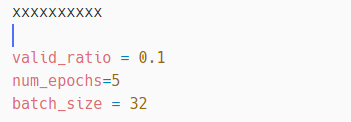 xxxxxxxxxx
valid_ratio = 0.1
num_epochs=5
batch_size = 32